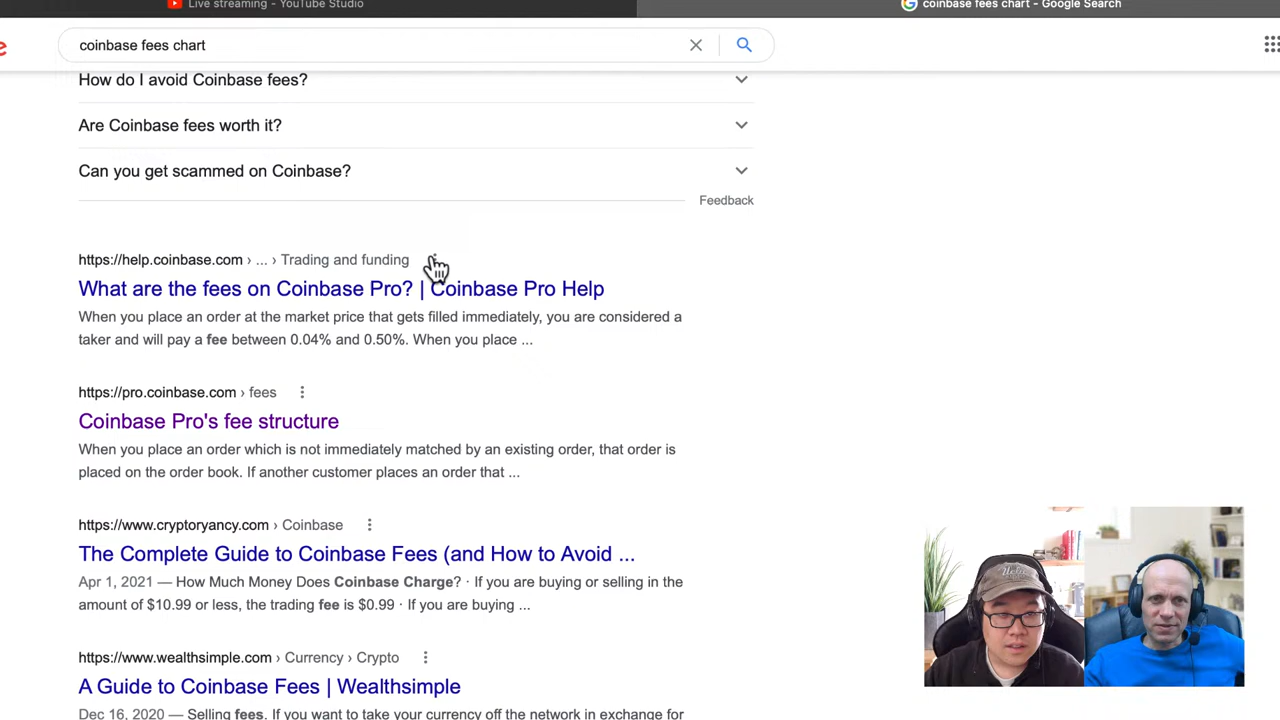 Live streaming - YouTube Studio
coinbase fees chart - Google Search
coinbase fees chart
How do I avoid Coinbase fees?
Are Coinbase fees worth it?
Can you get scammed on Coinbase?
Feedback
https://help.coinbase.com › ... › Trading and funding
What are the fees on Coinbase Pro? | Coinbase Pro Help
When you place an order at the market price that gets filled immediately, you are considered a
taker and will pay a fee between 0.04% and 0.50%. When you place ...
https://pro.coinbase.com › fees
Coinbase Pro's fee structure
When you place an order which is not immediately matched by an existing order, that order is
placed on the order book. If another customer places an order that ...
https://www.cryptoryancy.com › Coinbase
The Complete Guide to Coinbase Fees (and How to Avoid ...
Apr 1, 2021 — How Much Money Does Coinbase Charge? · If you are buying or selling in the
amount of $10.99 or less, the trading fee is $0.99 · If you are buying ...
https://www.wealthsimple.com › Currency › Crypto
A Guide to Coinbase Fees | Wealthsimple
Dec 16, 2020 — Selling fees. If you want to take your currency off the network in exchange for